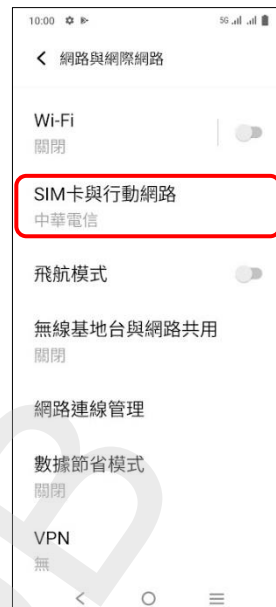 10:00
5G
網路與網際網路
Wi-Fi
關閉
SIM卡與行動網路
中華電信
飛航模式
無線基地台與網路共用
關閉
網路連線管理
數據節省模式
關閉
VPN
無